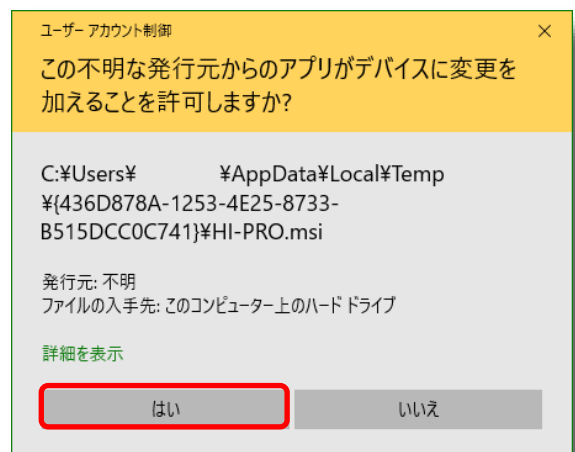 ユーザー アカウント制御
この不明な発行元からのアプリがデバイスに変更を
加えることを許可しますか?
C:¥Users¥ ¥AppData¥Local¥Temp
¥{436D878A-1253-4E25-8733-
B515DCC0C741}¥HI-PRO.msi
発行元: 不明
ファイルの入手先: このコンピューター上のハード ドライブ
詳細を表示
はい
いいえ